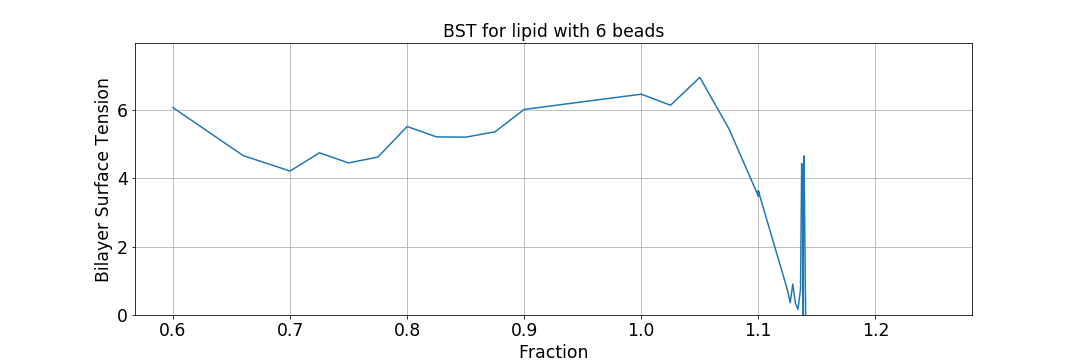 BST for lipid with 6 beads
Bilayer Surface Tension
6
4
2
0
0.6 0.7 0.8 0.9 1.0 1.1 1.2
Fraction